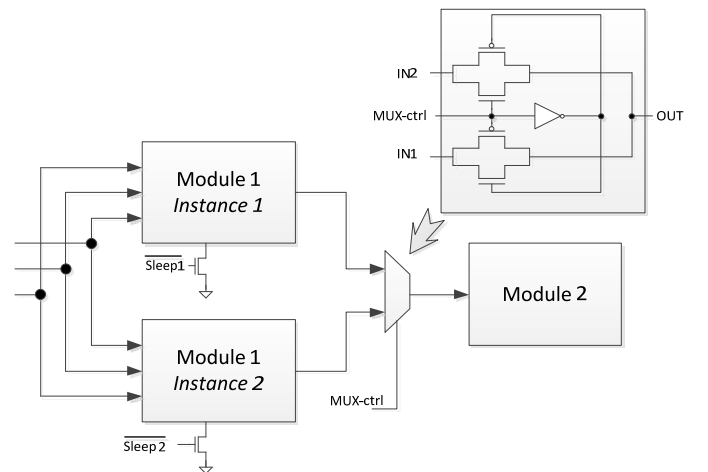 IN2
MUX-ctrl
OUT
IN1
Module 1
Instance 1
Sleep1
Module 2
Module 1
Instance 2
MUX-ctrl
Sleep2